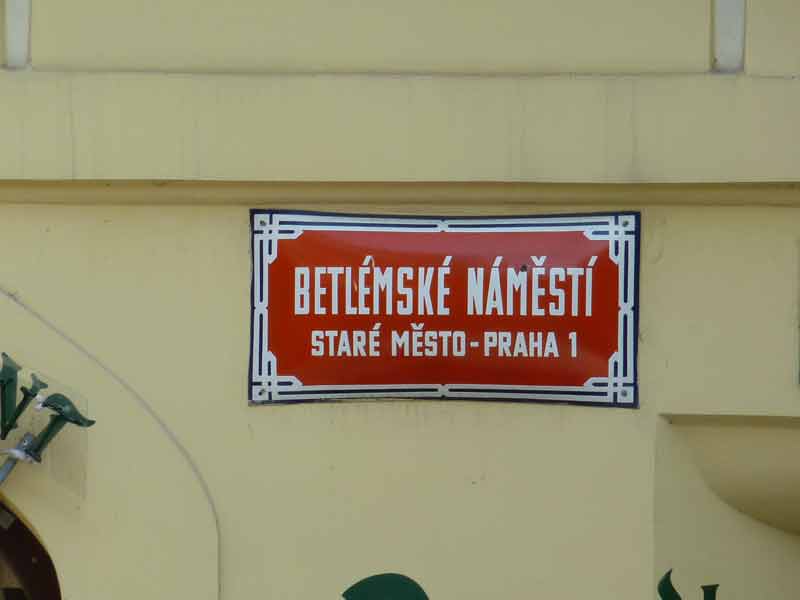 BETLÉMSKÉ NÁMĚSTÍ
STARÉ MĚSTO - PRAHA 1